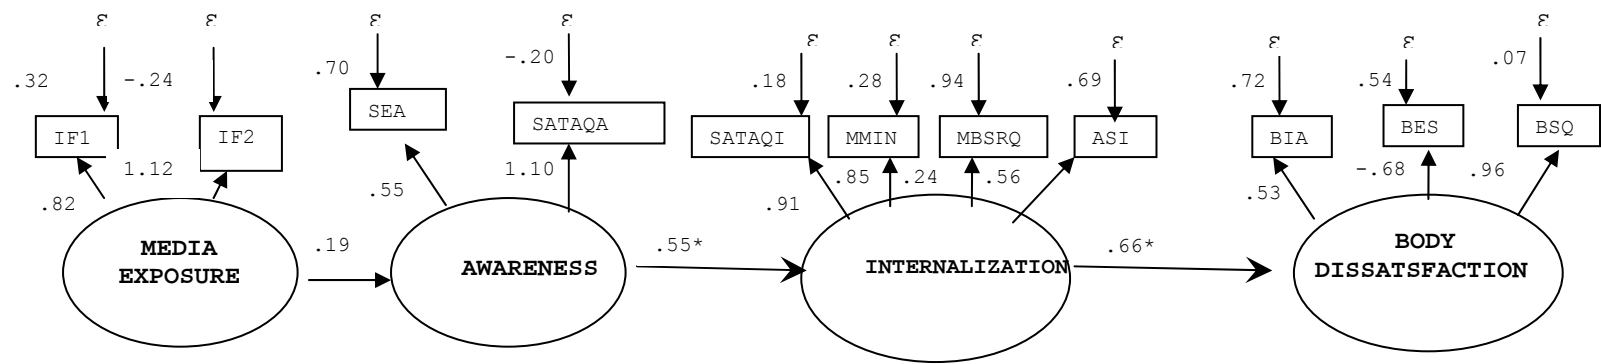 ε ε ε ε ε ε ε ε ε ε ε
.32 -.24 .70 -.20 .18 .28 .94 .69 .72 .54 .07
IF1 IF2 SEA SATAQA SATAQI MMIN MBSRQ ASI BIA BES BSQ
.82 1.12 .55 1.10 .91 .85 .24 .56 .53 -.68 .96
MEDIA
EXPOSURE
.19
AWARENESS
.55*
INTERNALIZATION
.66*
BODY
DISSATSFACTION